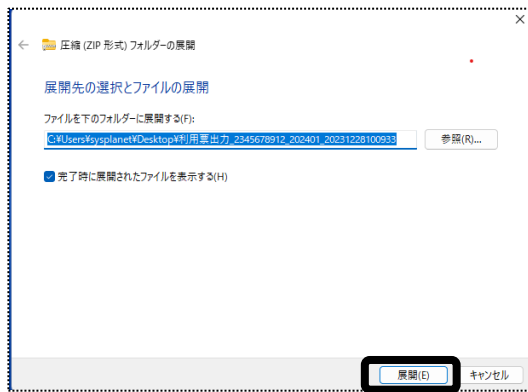 圧縮 (ZIP 形式) フォルダーの展開
展開先の選択とファイルの展開
ファイルを下のフォルダーに展開する(F):
C:¥Users¥sysplanet¥Desktop¥利用票出力_2345678912_202401_20231228100933
参照(R)...
完了時に展開されたファイルを表示する(H)
展開(E)
キャンセル